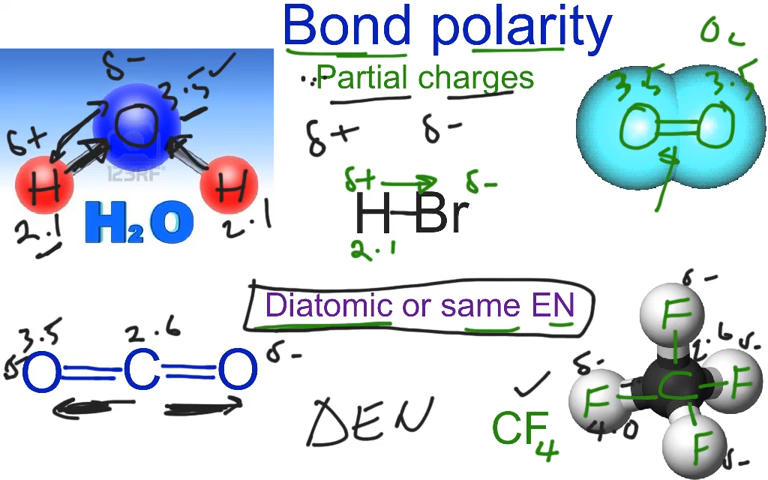 Bond polarity
Partial charges
δ+ δ-
O₂
3.5 3.5
O=O
δ-
3.5
O
δ+
H H
2.1 2.1
123RF
H₂O
δ+ δ-
H-Br
2.1
Diatomic or same EN
3.5 2.6
δ- O=C=O δ-
DEN
CF₄
δ-
F
2.6
δ- δ-
F C F
4.0
F
δ-